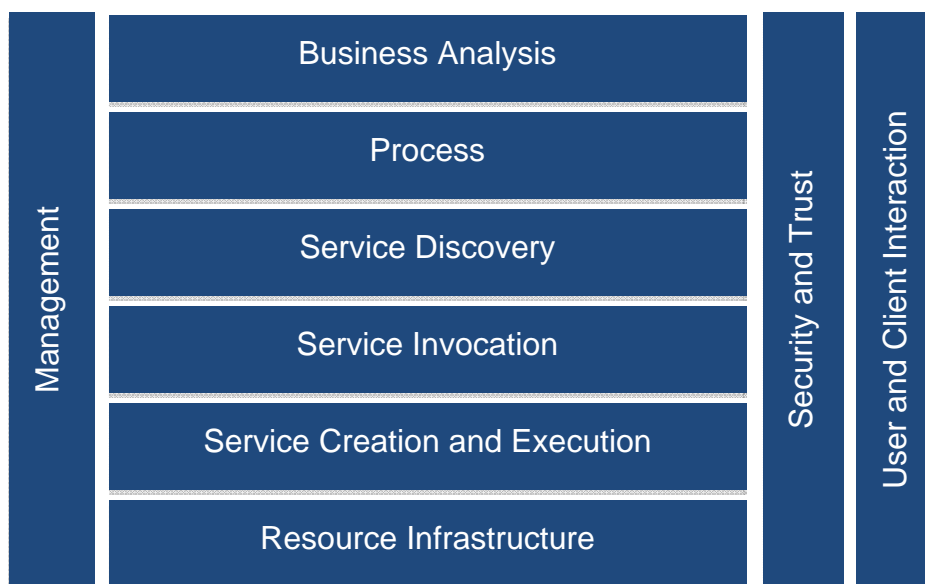 Management
Business Analysis
Process
Service Discovery
Service Invocation
Service Creation and Execution
Resource Infrastructure
Security and Trust
User and Client Interaction